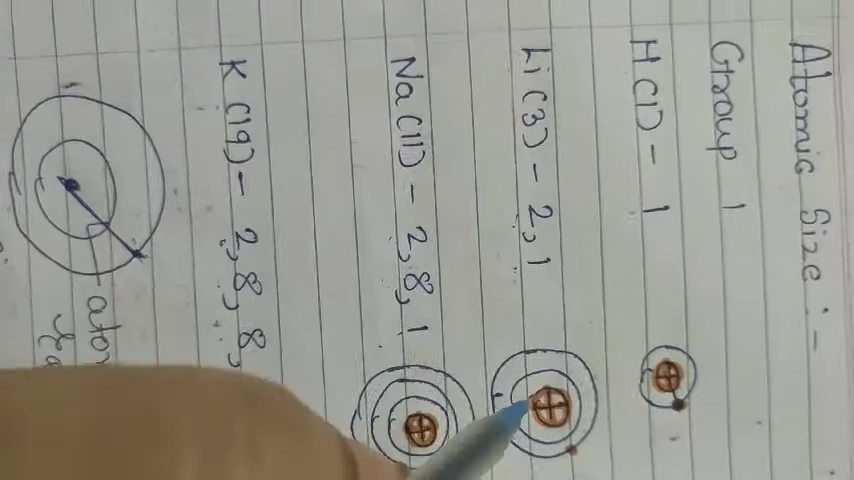 Atomic Size :-
Group 1
H(1) - 1
Li(3) - 2,1
Na(11) - 2,8,1
K(19) - 2,8,8,